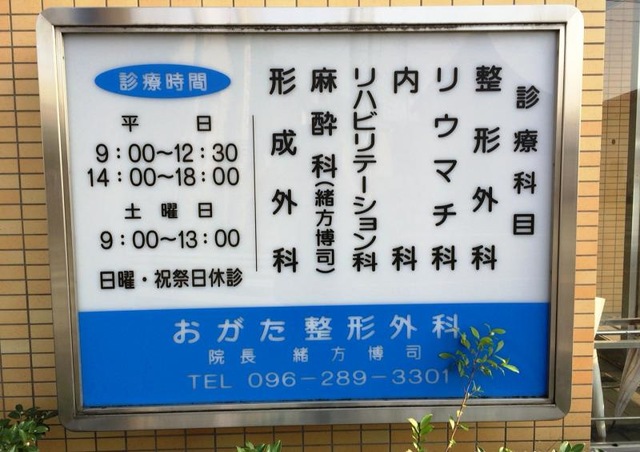 診療科目
整形外科
リウマチ科
内科
リハビリテーション科
麻酔科(緒方博司)
形成外科
診療時間
平日
9：00～12：30
14：00～18：00
土曜日
9：00～13：00
日曜・祝祭日休診
おがた整形外科
院長 緒方博司
TEL 096-289-3301